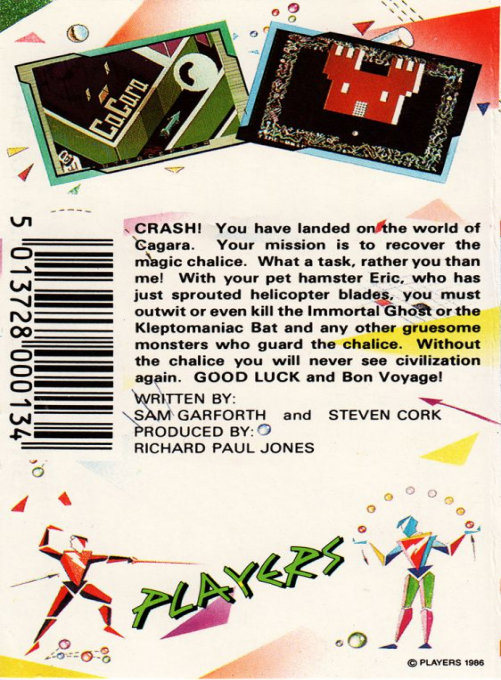 CaGara
CRASH! You have landed on the world of
Cagara. Your mission is to recover the
magic chalice. What a task, rather you than
me! With your pet hamster Eric, who has
just sprouted helicopter blades, you must
outwit or even kill the Immortal Ghost or the
Kleptomaniac Bat and any other gruesome
monsters who guard the chalice. Without
the chalice you will never see civilization
again. GOOD LUCK and Bon Voyage!
WRITTEN BY:
SAM GARFORTH and STEVEN CORK
PRODUCED BY:
RICHARD PAUL JONES
5 013728 000134
PLAYERS
© PLAYERS 1986